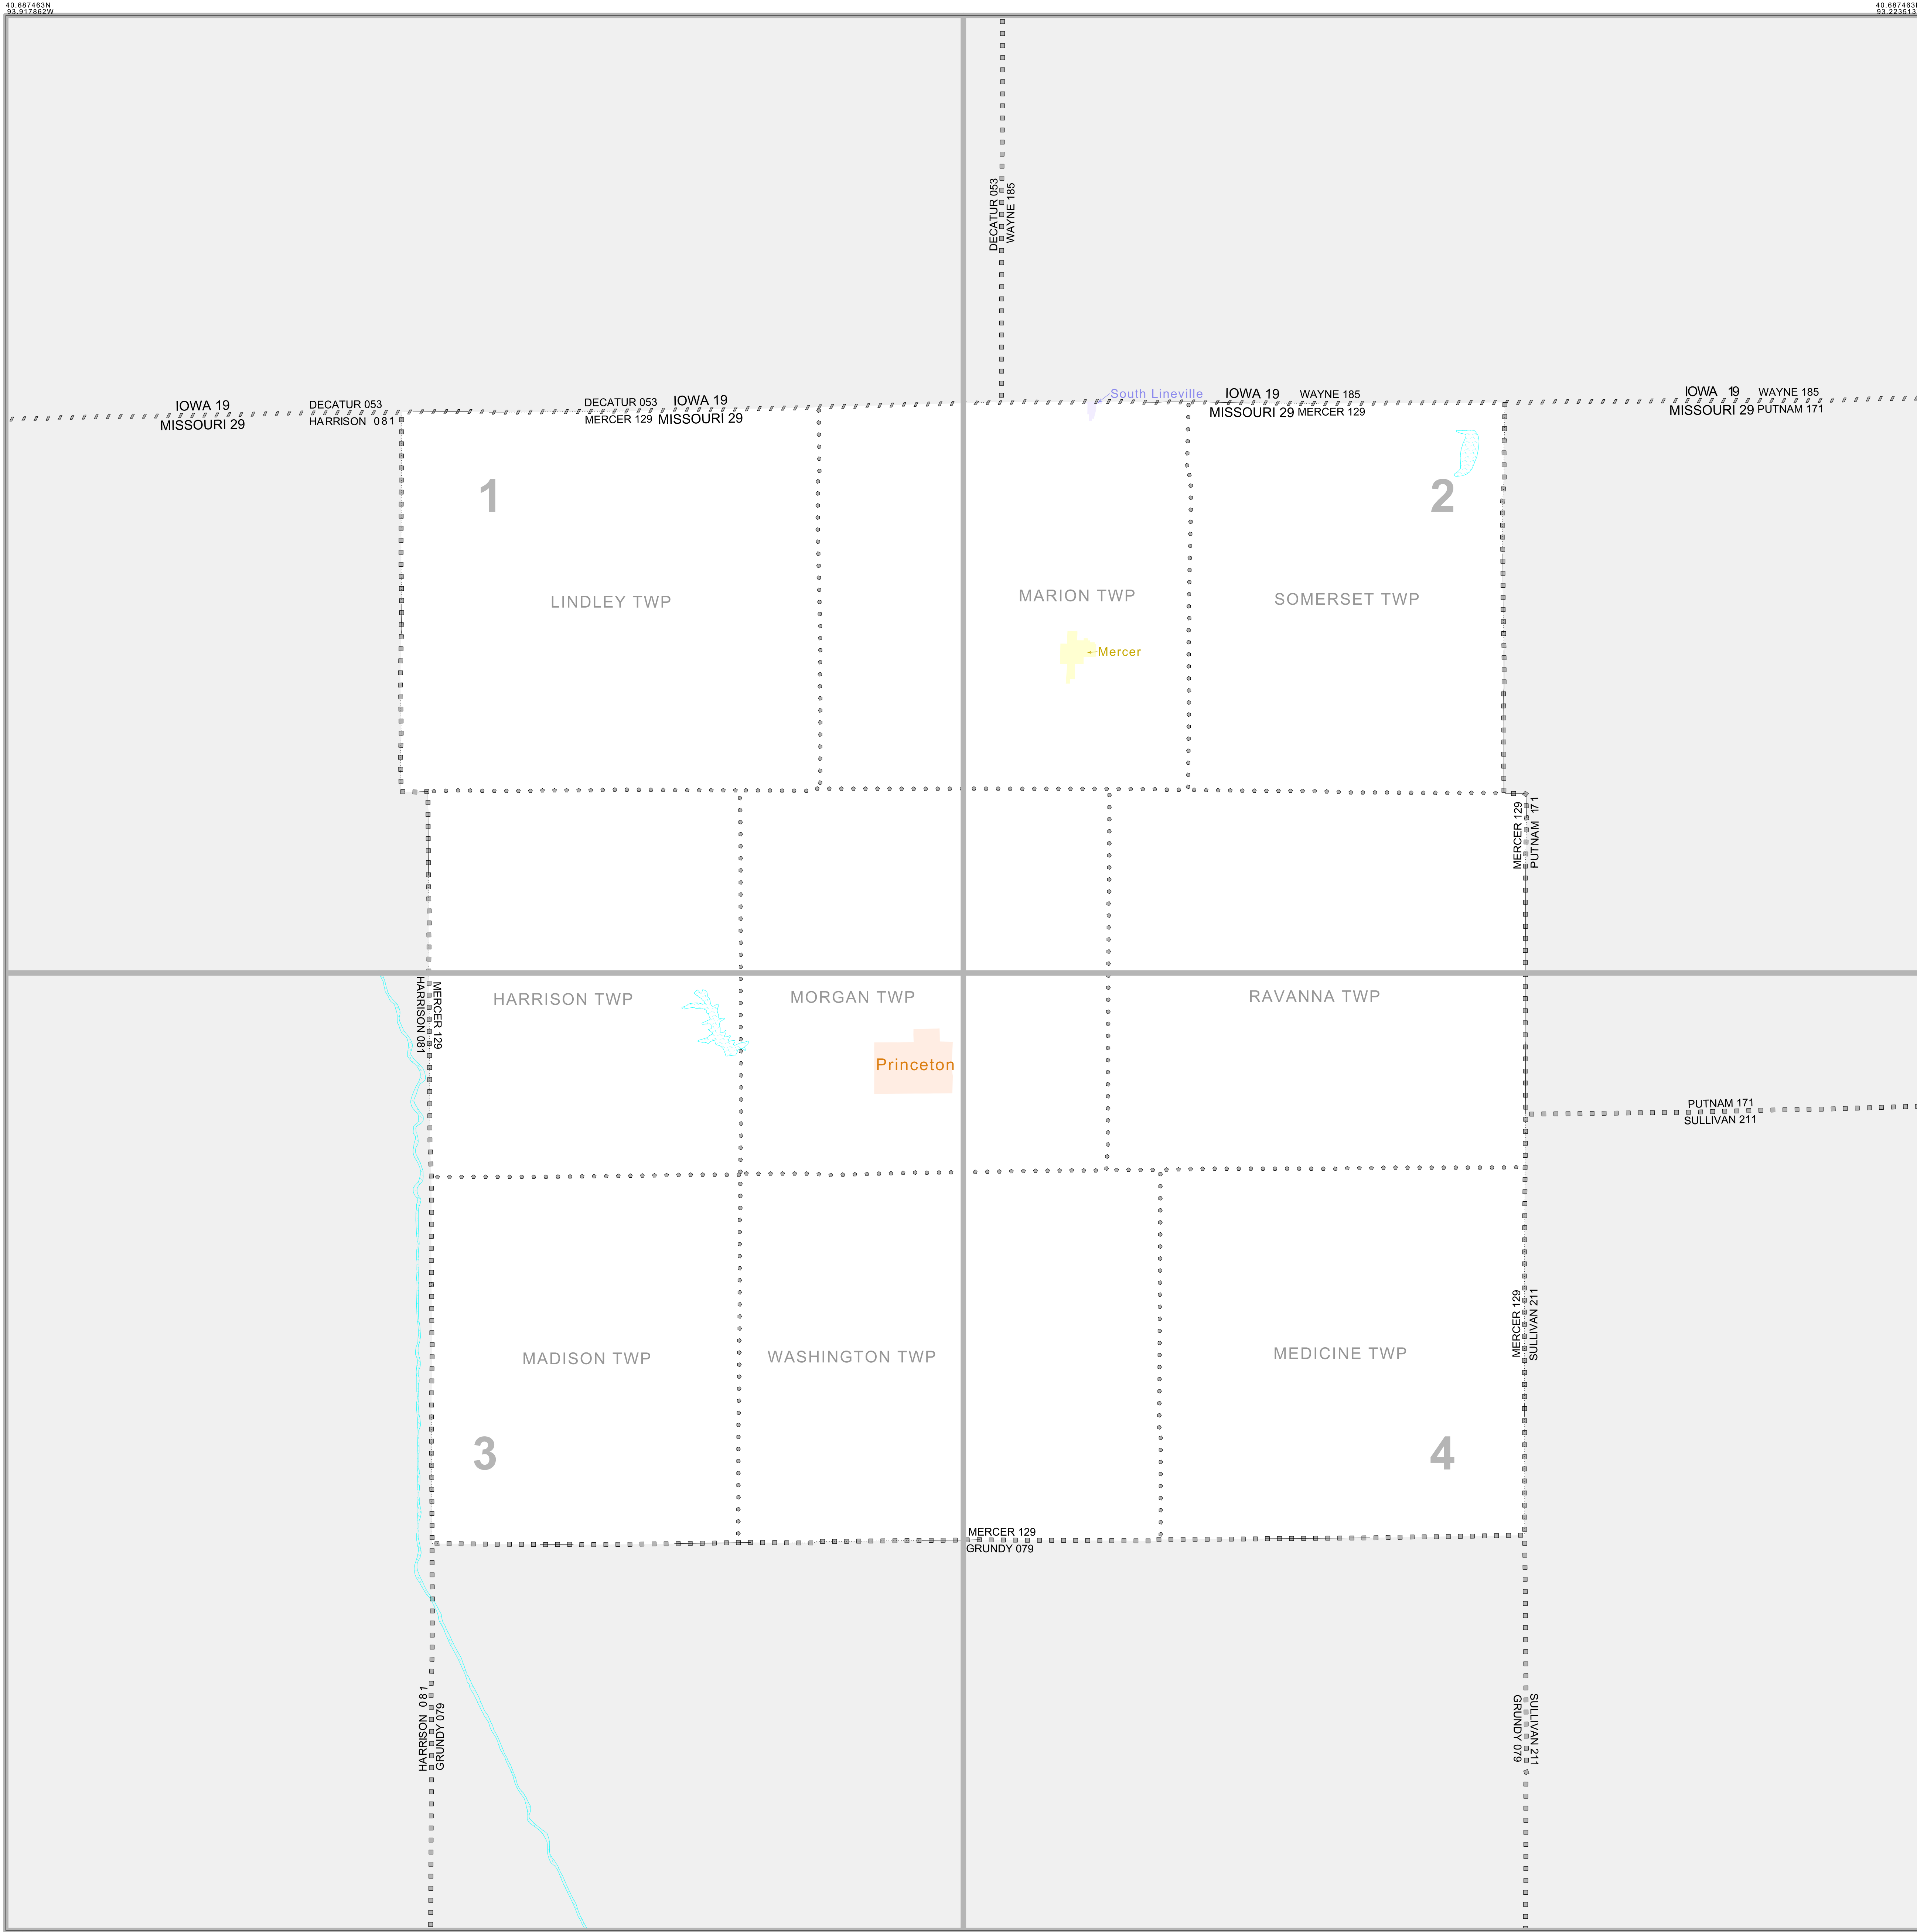 40.687463N
93.917862W
40.687463
93.223513
DECATUR 053
WAYNE 185
South Lineville
IOWA 19
MISSOURI 29
DECATUR 053
HARRISON 081
DECATUR 053
MERCER 129
IOWA 19
MISSOURI 29
IOWA 19
MISSOURI 29
WAYNE 185
MERCER 129
IOWA 19
MISSOURI 29
WAYNE 185
PUTNAM 171
1
2
LINDLEY TWP
MARION TWP
SOMERSET TWP
Mercer
MERCER 129
PUTNAM 171
HARRISON 081
MERCER 129
HARRISON TWP
MORGAN TWP
RAVANNA TWP
Princeton
PUTNAM 171
SULLIVAN 211
MERCER 129
SULLIVAN 211
MADISON TWP
WASHINGTON TWP
MEDICINE TWP
3
4
MERCER 129
GRUNDY 079
HARRISON 081
GRUNDY 079
SULLIVAN 211
GRUNDY 079